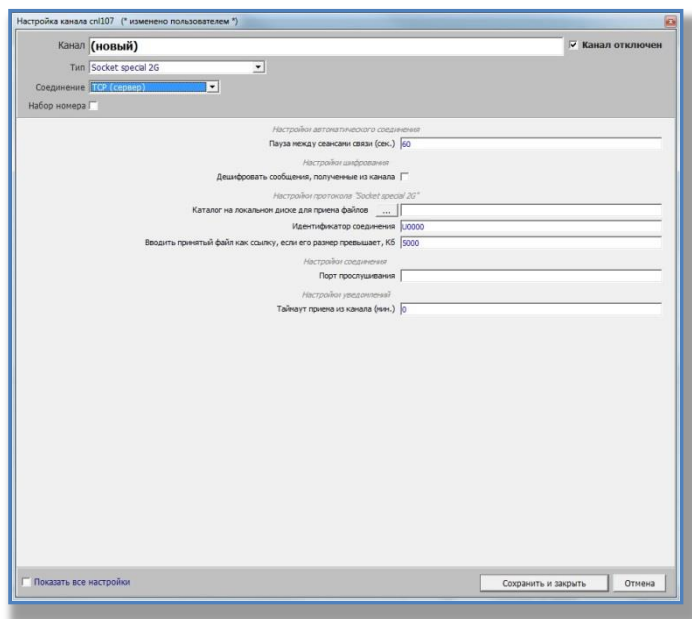 Настройка канала cnl107 (* изменено пользователем *)
Канал (новый) Канал отключен
Тип Socket special 2G
Соединение TCP (сервер)
Набор номера
Настройки автоматического соединения
Пауза между сеансами связи (сек.) 60
Настройки шифрования
Дешифровать сообщения, полученные из канала
Настройки протокола "Socket special 2G"
Каталог на локальном диске для приема файлов ...
Идентификатор соединения U0000
Вводить принятый файл как ссылку, если его размер превышает, Кб 5000
Настройки соединения
Порт прослушивания
Настройки уведомлений
Таймаут приема из канала (мин.) 0
Показать все настройки Сохранить и закрыть Отмена